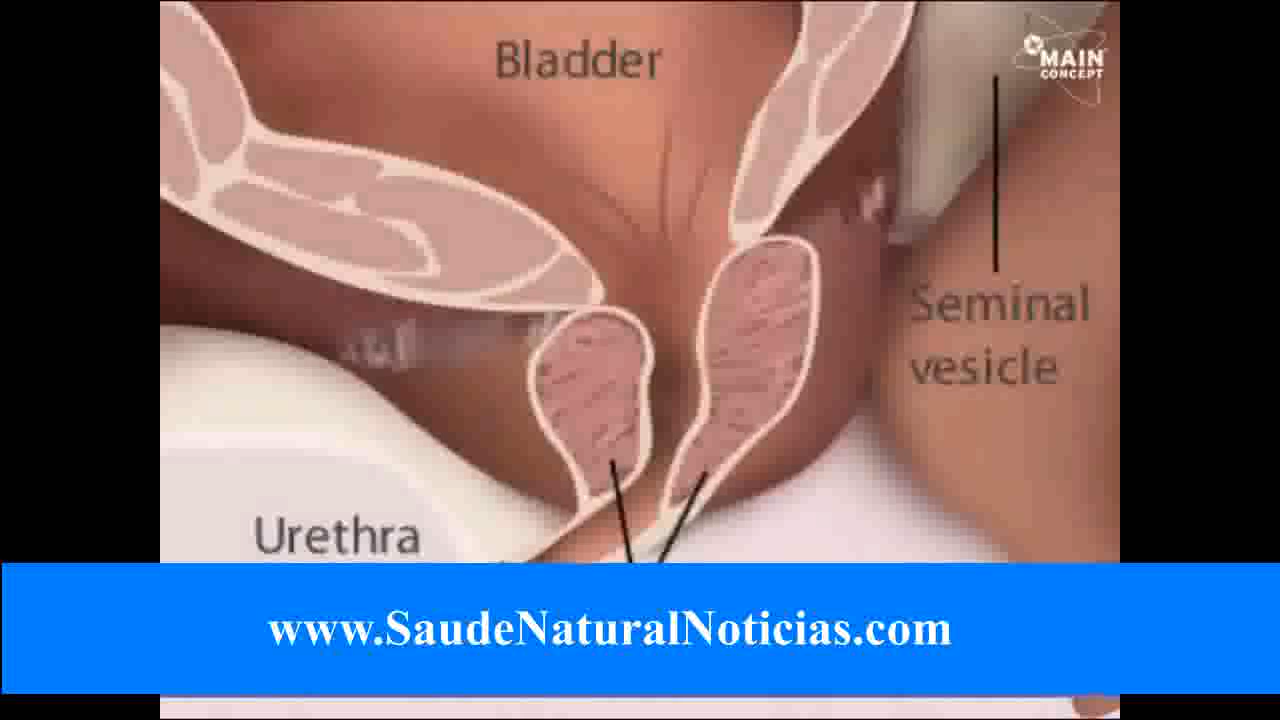 Bladder
MAIN
CONCEPT
Seminal
vesicle
Urethra
www.SaudeNaturalNoticias.com